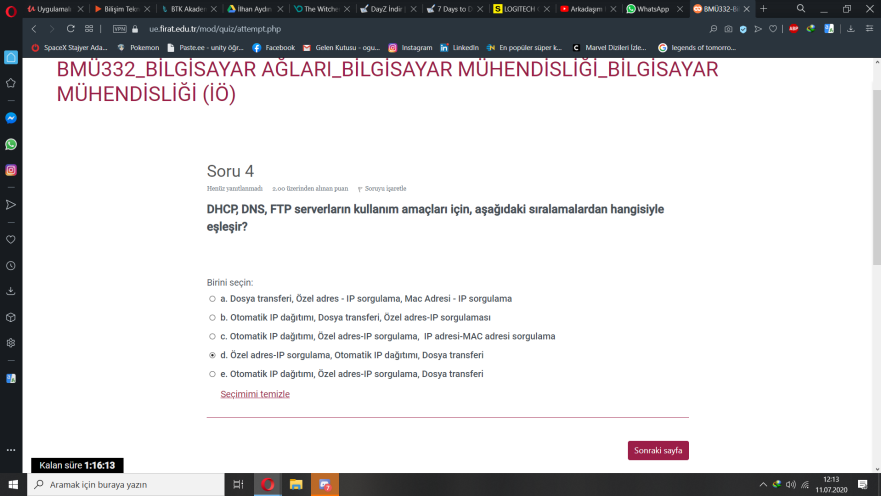 Uygulamalı
Bilişim Tekn
BTK Akader
İlhan Aydın
The Witche
DayZ İndir
7 Days to D
LOGITECH
Arkadaşım
WhatsApp
BMÜ332-Bi
VPN
ue.firat.edu.tr/mod/quiz/attempt.php
ABP
SpaceX Stajyer Ada...
Pokemon
Paste.ee - unity öğr...
Facebook
Gelen Kutusu - ogu...
Instagram
LinkedIn
En popüler süper k...
Marvel Dizileri İzle...
legends of tomorro...
BMÜ332_BİLGİSAYAR AĞLARI_BİLGİSAYAR MÜHENDİSLİĞİ_BİLGİSAYAR
MÜHENDİSLİĞİ (İÖ)
Soru 4
Henüz yanıtlanmadı 2,00 üzerinden alınan puan Soruyu işaretle
DHCP, DNS, FTP serverların kullanım amaçları için, aşağıdaki sıralamalardan hangisiyle
eşleşir?
Birini seçin:
a. Dosya transferi, Özel adres - IP sorgulama, Mac Adresi - IP sorgulama
b. Otomatik IP dağıtımı, Dosya transferi, Özel adres-IP sorgulaması
c. Otomatik IP dağıtımı, Özel adres-IP sorgulama, IP adresi-MAC adresi sorgulama
d. Özel adres-IP sorgulama, Otomatik IP dağıtımı, Dosya transferi
e. Otomatik IP dağıtımı, Özel adres-IP sorgulama, Dosya transferi
Seçimimi temizle
Sonraki sayfa
Kalan süre 1:16:13
Aramak için buraya yazın
12:13
11.07.2020